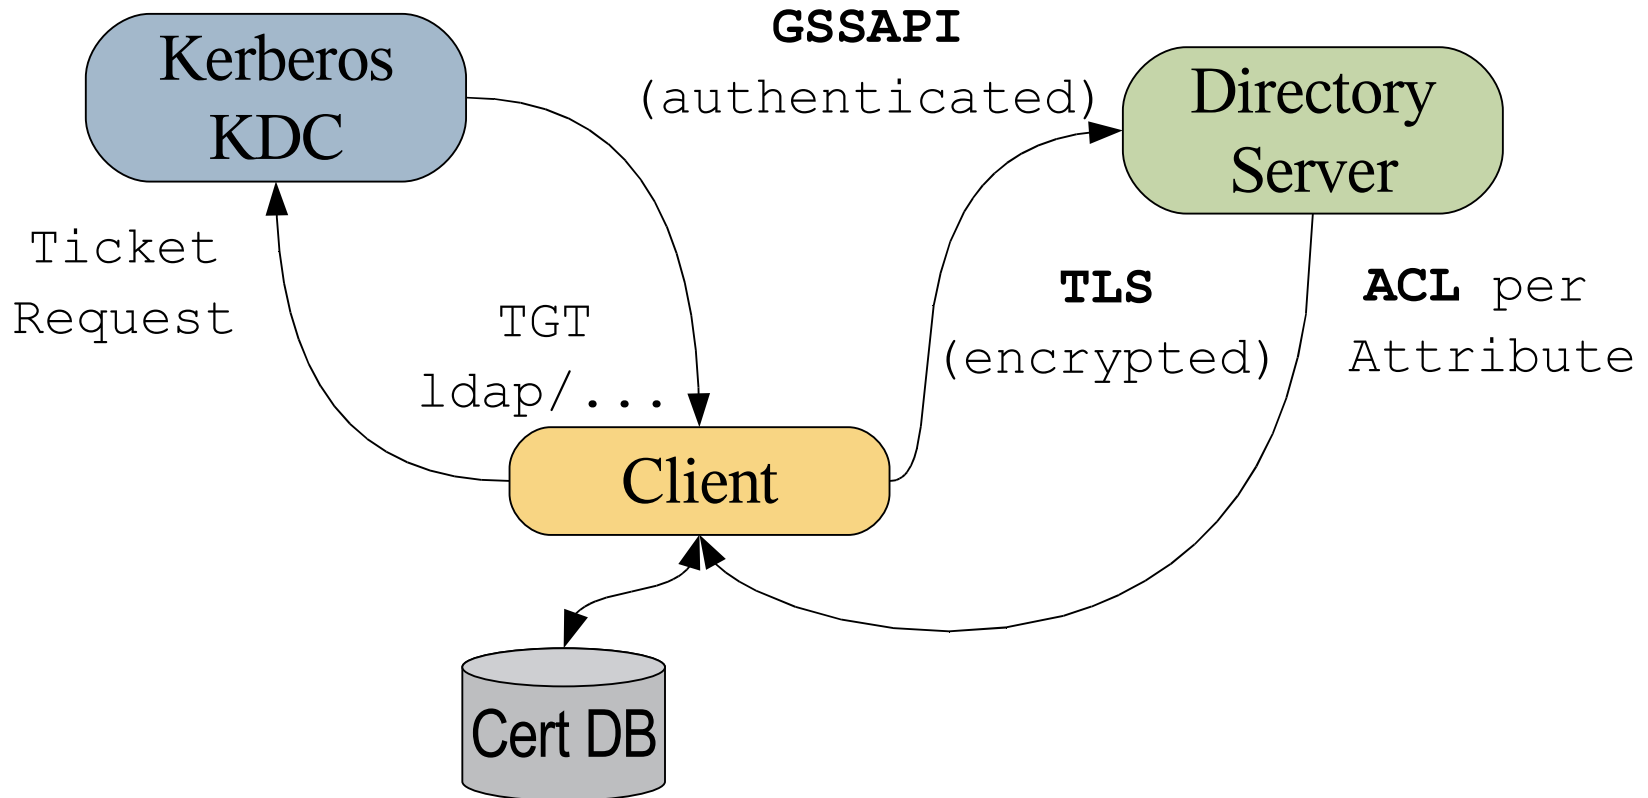 GSSAPI
(authenticated)
Kerberos
KDC
Directory
Server
Ticket
Request
TGT
ldap/...
TLS
(encrypted)
ACL per
Attribute
Client
Cert DB